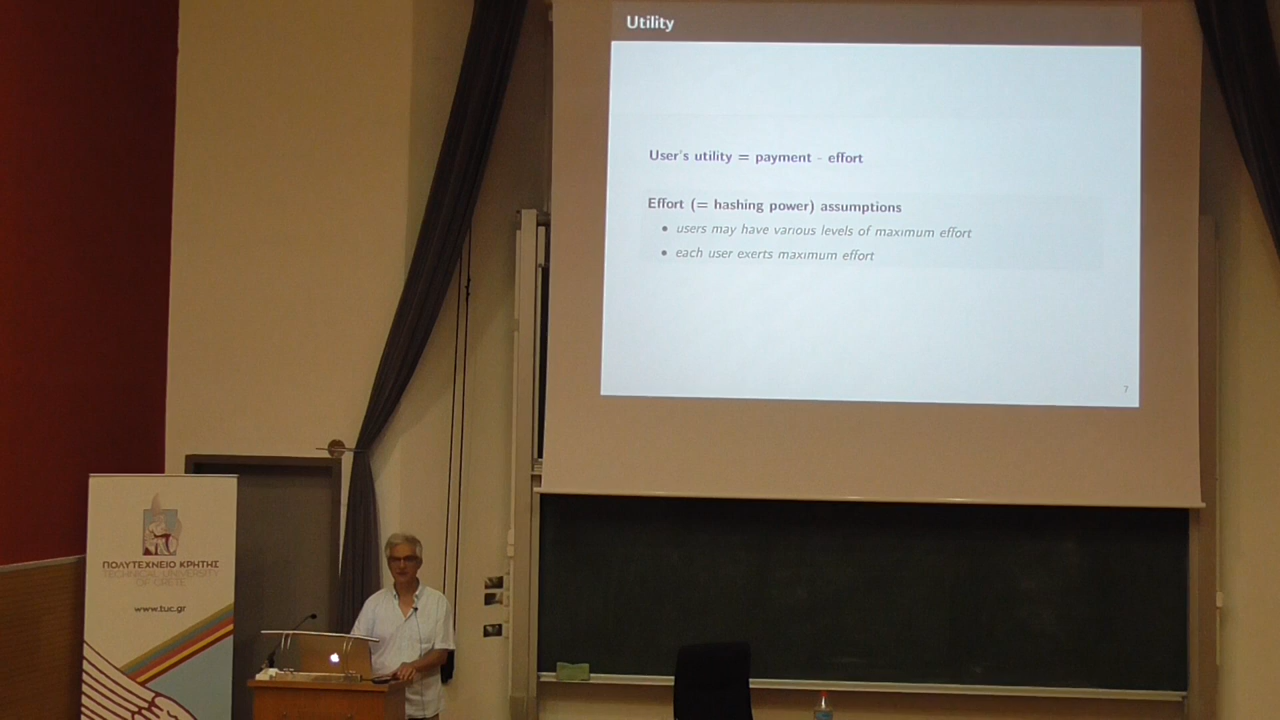 Utility
User's utility = payment - effort
Effort (= hashing power) assumptions
• users may have various levels of maximum effort
• each user exerts maximum effort
7
ΠΟΛΥΤΕΧΝΕΙΟ ΚΡΗΤΗΣ
TECHNICAL UNIVERSITY
OF CRETE
www.tuc.gr